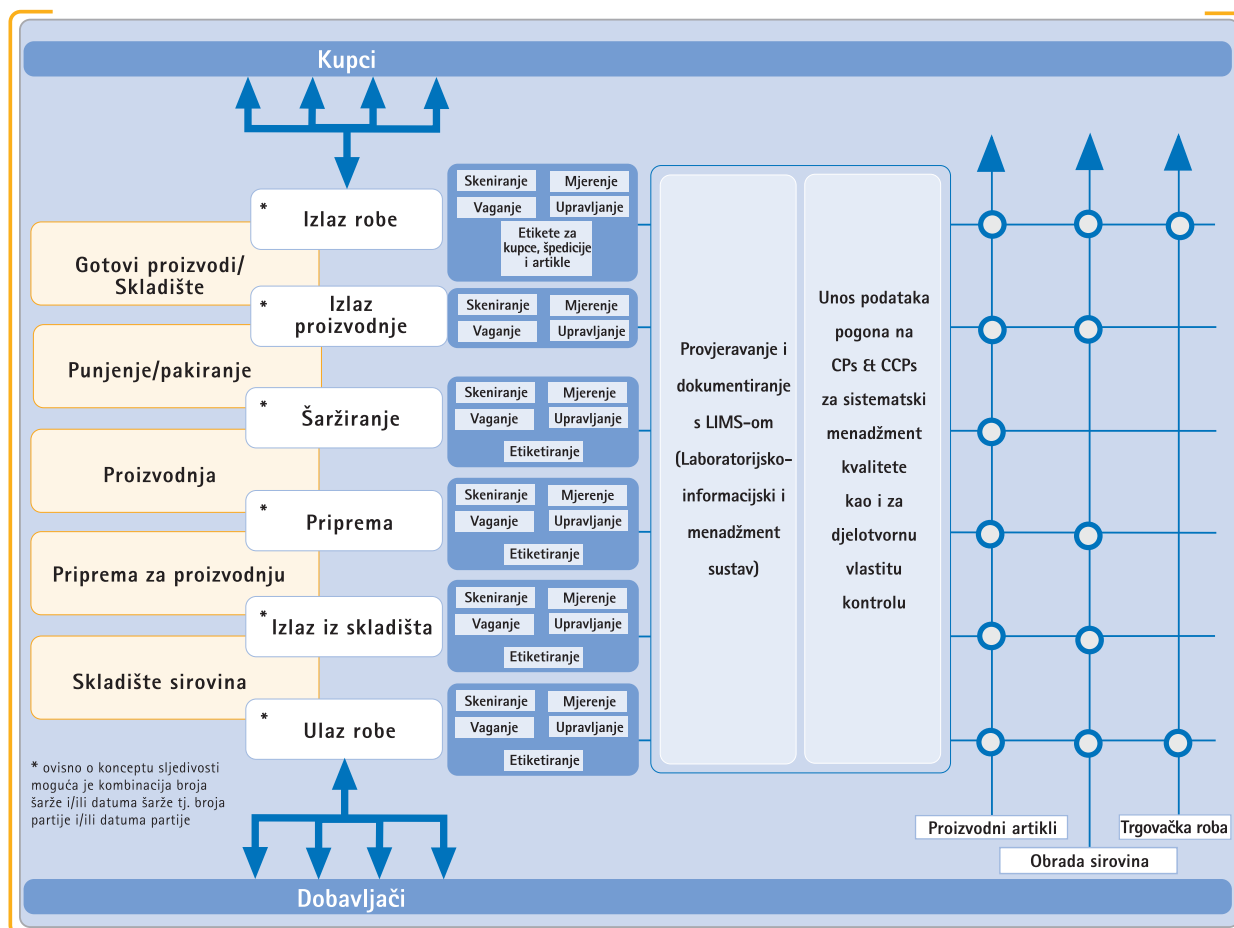 Kupci
* Izlaz robe
Skeniranje Mjerenje
Vaganje Upravljanje
Etikete za
kupce, špedicije
i artikle
Gotovi proizvodi/
Skladište
* Izlaz
proizvodnje
Skeniranje Mjerenje
Vaganje Upravljanje
Punjenje/pakiranje
* Šaržiranje
Skeniranje Mjerenje
Vaganje Upravljanje
Etiketiranje
Proizvodnja
* Priprema
Skeniranje Mjerenje
Vaganje Upravljanje
Etiketiranje
Priprema za proizvodnju
* Izlaz iz skladišta
Skeniranje Mjerenje
Vaganje Upravljanje
Etiketiranje
Skladište sirovina
* Ulaz robe
Skeniranje Mjerenje
Vaganje Upravljanje
Etiketiranje
Provjeravanje i
dokumentiranje
s LIMS-om
(Laboratorijsko-
informacijski i
menadžment
sustav)
Unos podataka
pogona na
CPs & CCPs
za sistematski
menadžment
kvalitete
kao i za
djelotvornu
vlastitu
kontrolu
* ovisno o konceptu sljedivosti
moguća je kombinacija broja
šarže i/ili datuma šarže tj. broja
partije i/ili datuma partije
Proizvodni artikli
Trgovačka roba
Obrada sirovina
Dobavljači